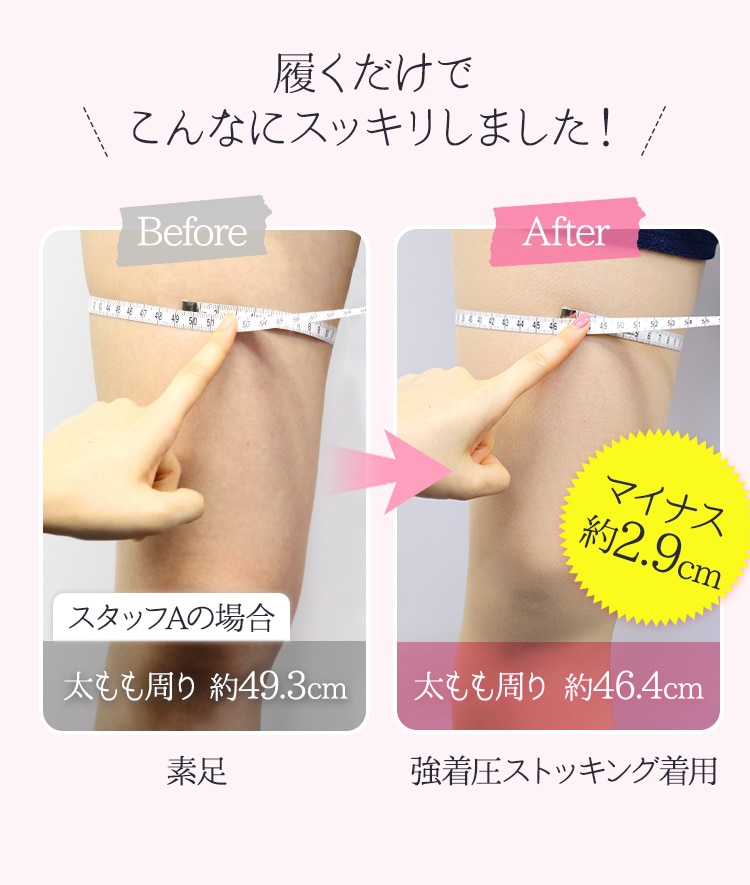 履くだけで
こんなにスッキリしました！
Before
After
マイナス
約2.9cm
スタッフAの場合
太もも周り 約49.3cm
太もも周り 約46.4cm
素足
強着圧ストッキング着用